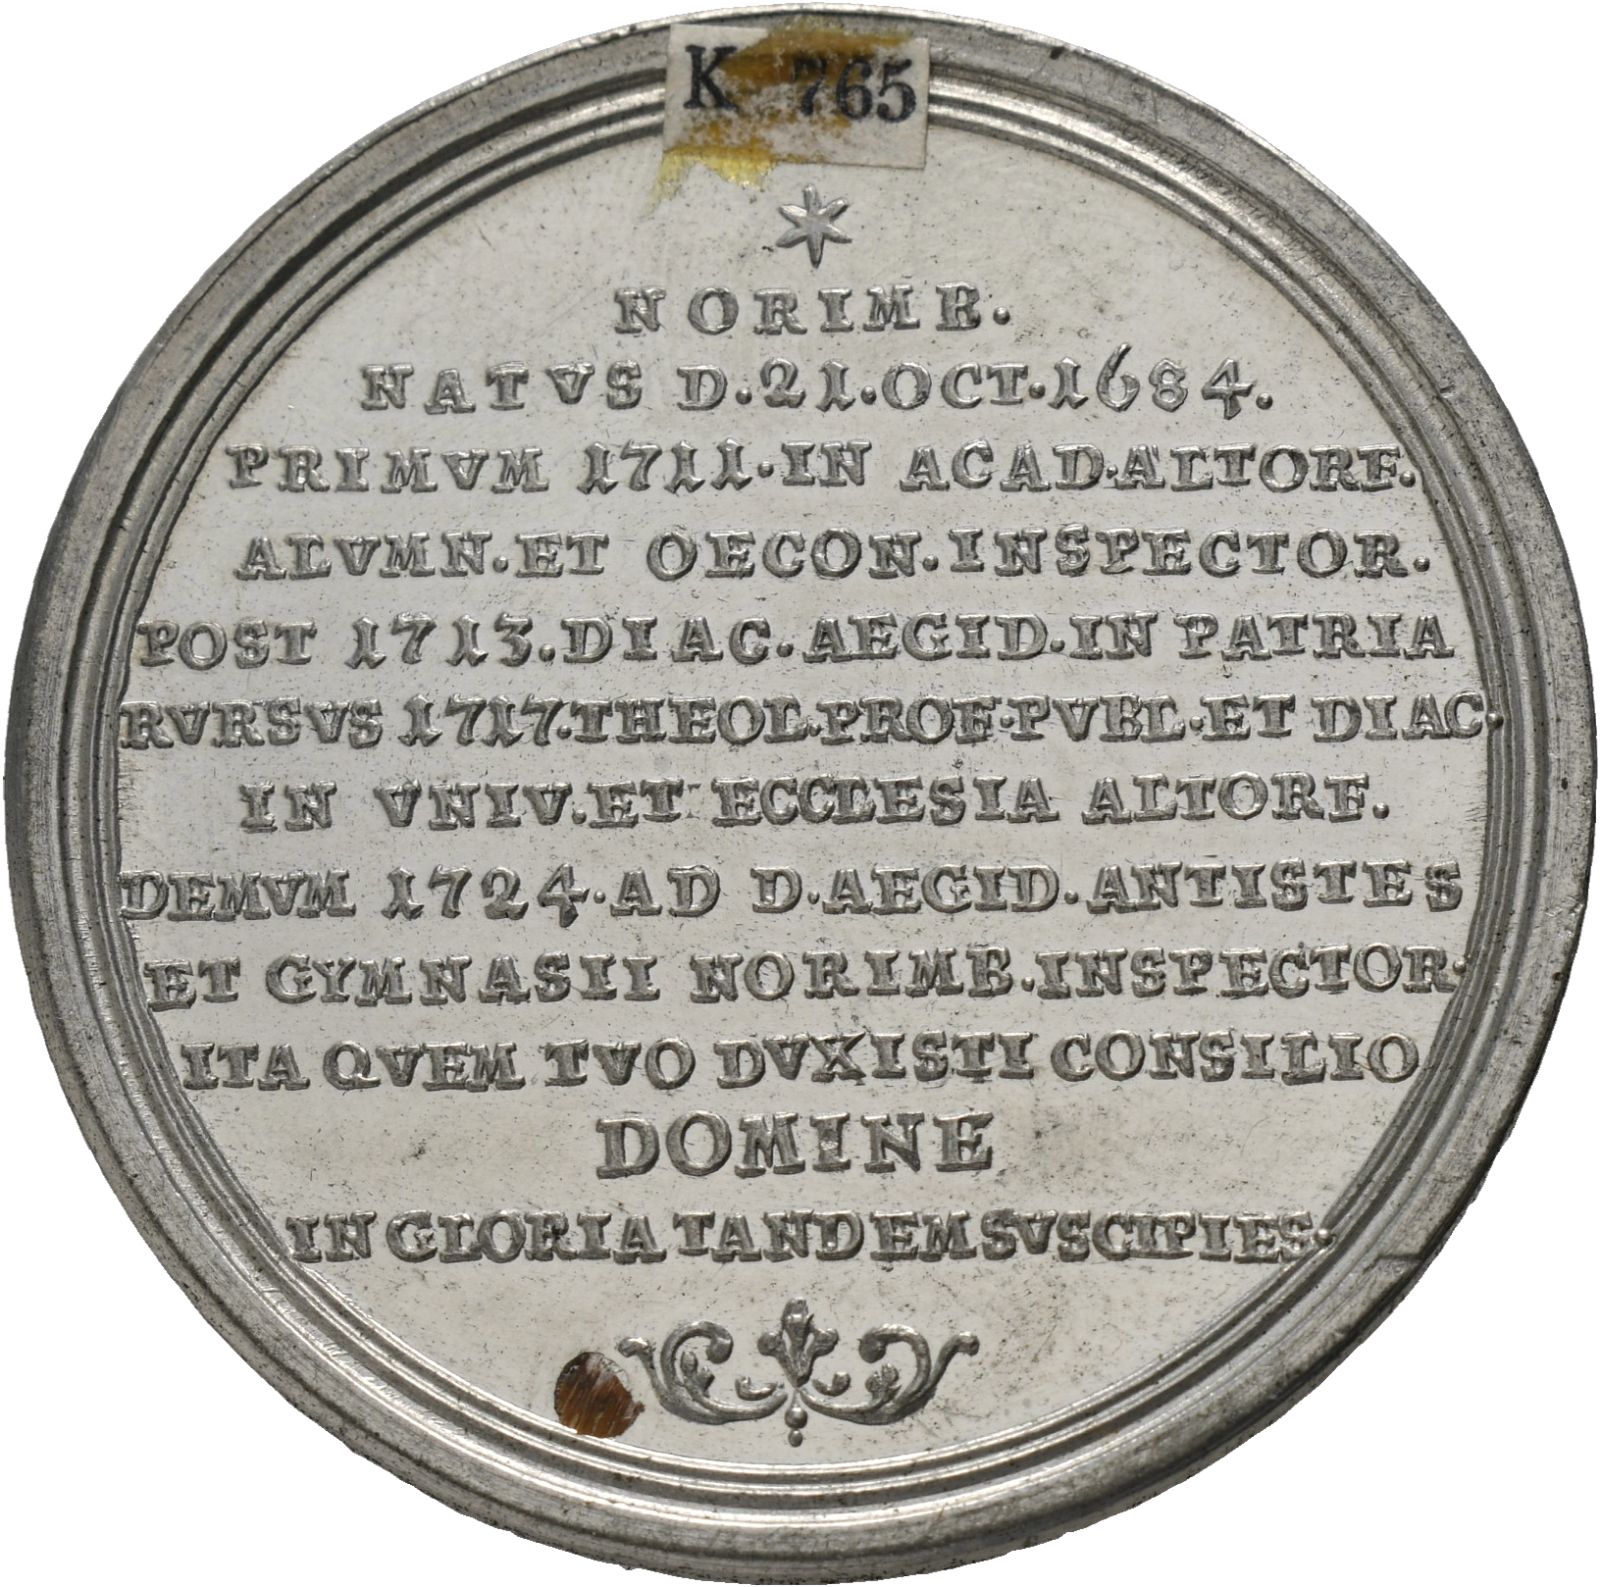 K 765
NORIMB.
NATVS D. 21. OCT. 1684.
PRIMVM 1711. IN ACAD. ALTORF.
ALVMN. ET OECON. INSPECTOR.
POST 1713. DIAC. AEGID. IN PATRIA
RVRSVS 1717. THEOL. PROF. PVBL. ET DIAC.
IN VNIV. ET ECCLESIA ALTORF.
DEMVM 1724. AD D. AEGID. ANTISTES
ET GYMNASII NORIMB. INSPECTOR.
ITA QVEM TVO DVXISTI CONSILIO
DOMINE
IN GLORIA TANDEM SVSCIPIES.